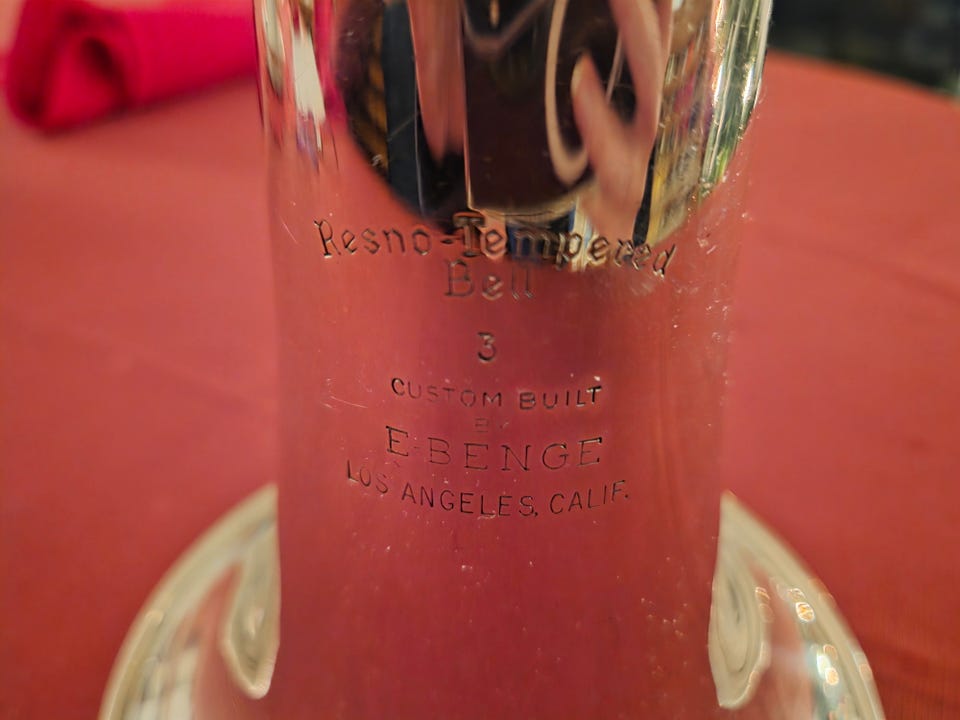 Resno-Tempered
Bell
3
CUSTOM BUILT
BY
E. BENGE
LOS ANGELES, CALIF.